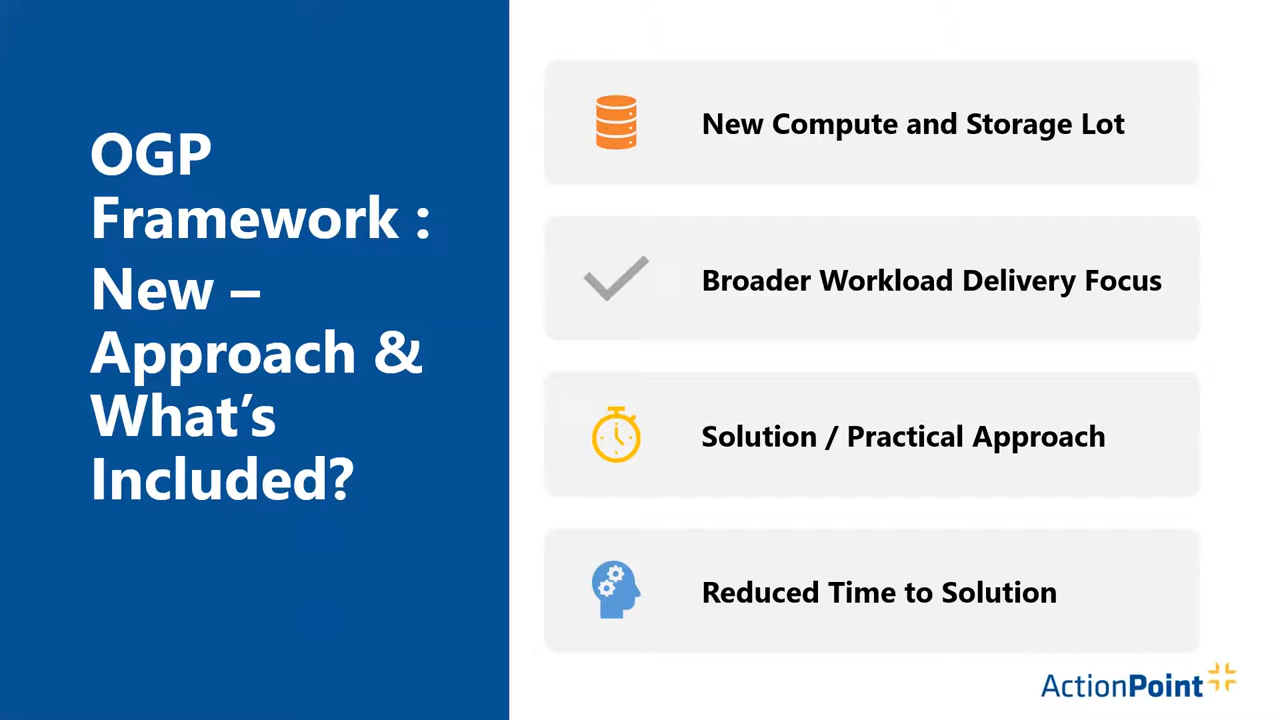 OGP
Framework :
New –
Approach &
What’s
Included?
New Compute and Storage Lot
Broader Workload Delivery Focus
Solution / Practical Approach
Reduced Time to Solution
ActionPoint